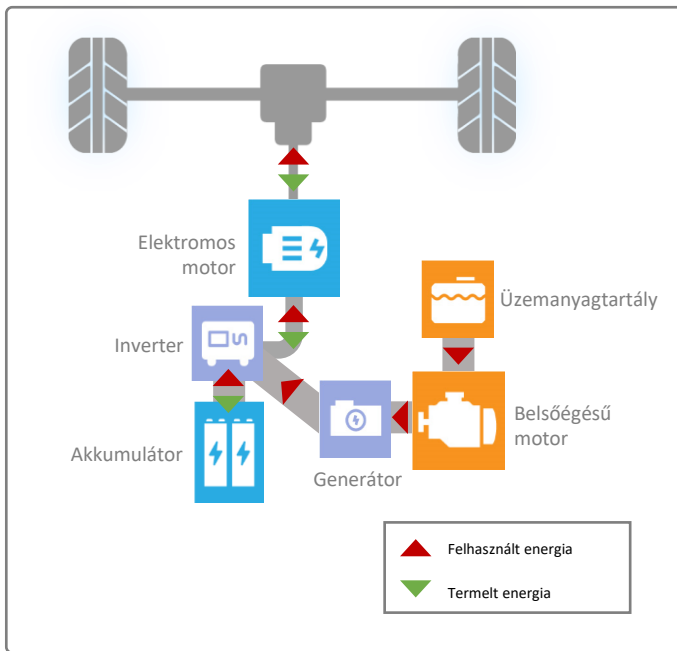 Elektromos
motor
Üzemanyagtartály
Inverter
Belsőégésű
motor
Akkumulátor
Generátor
Felhasznált energia
Termelt energia